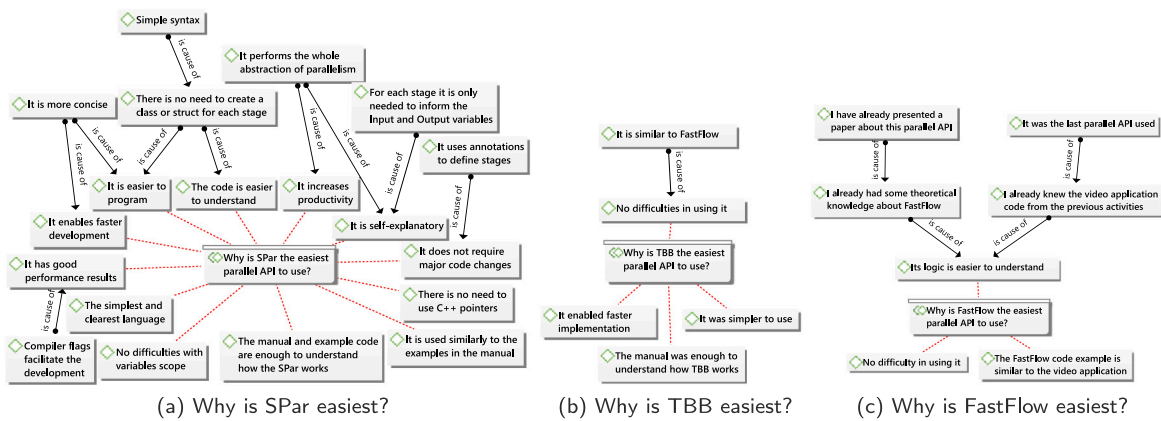 Simple syntax
is cause of
It performs the whole
abstraction of parallelism
It is more concise
There is no need to create a
class or struct for each stage
is cause of
is cause of
For each stage it is only
needed to inform the
Input and Output variables
is cause of
is cause of
is cause of
is cause of
is cause of
is cause of
It uses annotations
to define stages
It is easier to
program
The code is easier
to understand
It increases
productivity
is cause of
It enables faster
development
It is self-explanatory
Why is SPar the easiest
parallel API to use?
It does not require
major code changes
It has good
performance results
is cause of
The simplest and
clearest language
There is no need to
use C++ pointers
Compiler flags
facilitate the
development
No difficulties with
variables scope
The manual and example code
are enough to understand
how the SPar works
It is used similarly to the
examples in the manual
(a) Why is SPar easiest?
It is similar to FastFlow
is cause of
No difficulties in using it
Why is TBB the easiest
parallel API to use?
It enabled faster
implementation
It was simpler to use
The manual was enough to
understand how TBB works
(b) Why is TBB easiest?
I have already presented a
paper about this parallel API
It was the last parallel API used
is cause of
is cause of
I already had some theoretical
knowledge about FastFlow
I already knew the video application
code from the previous activities
is cause of
is cause of
Its logic is easier to understand
Why is FastFlow the easiest
parallel API to use?
No difficulty in using it
The FastFlow code example is
similar to the video application
(c) Why is FastFlow easiest?